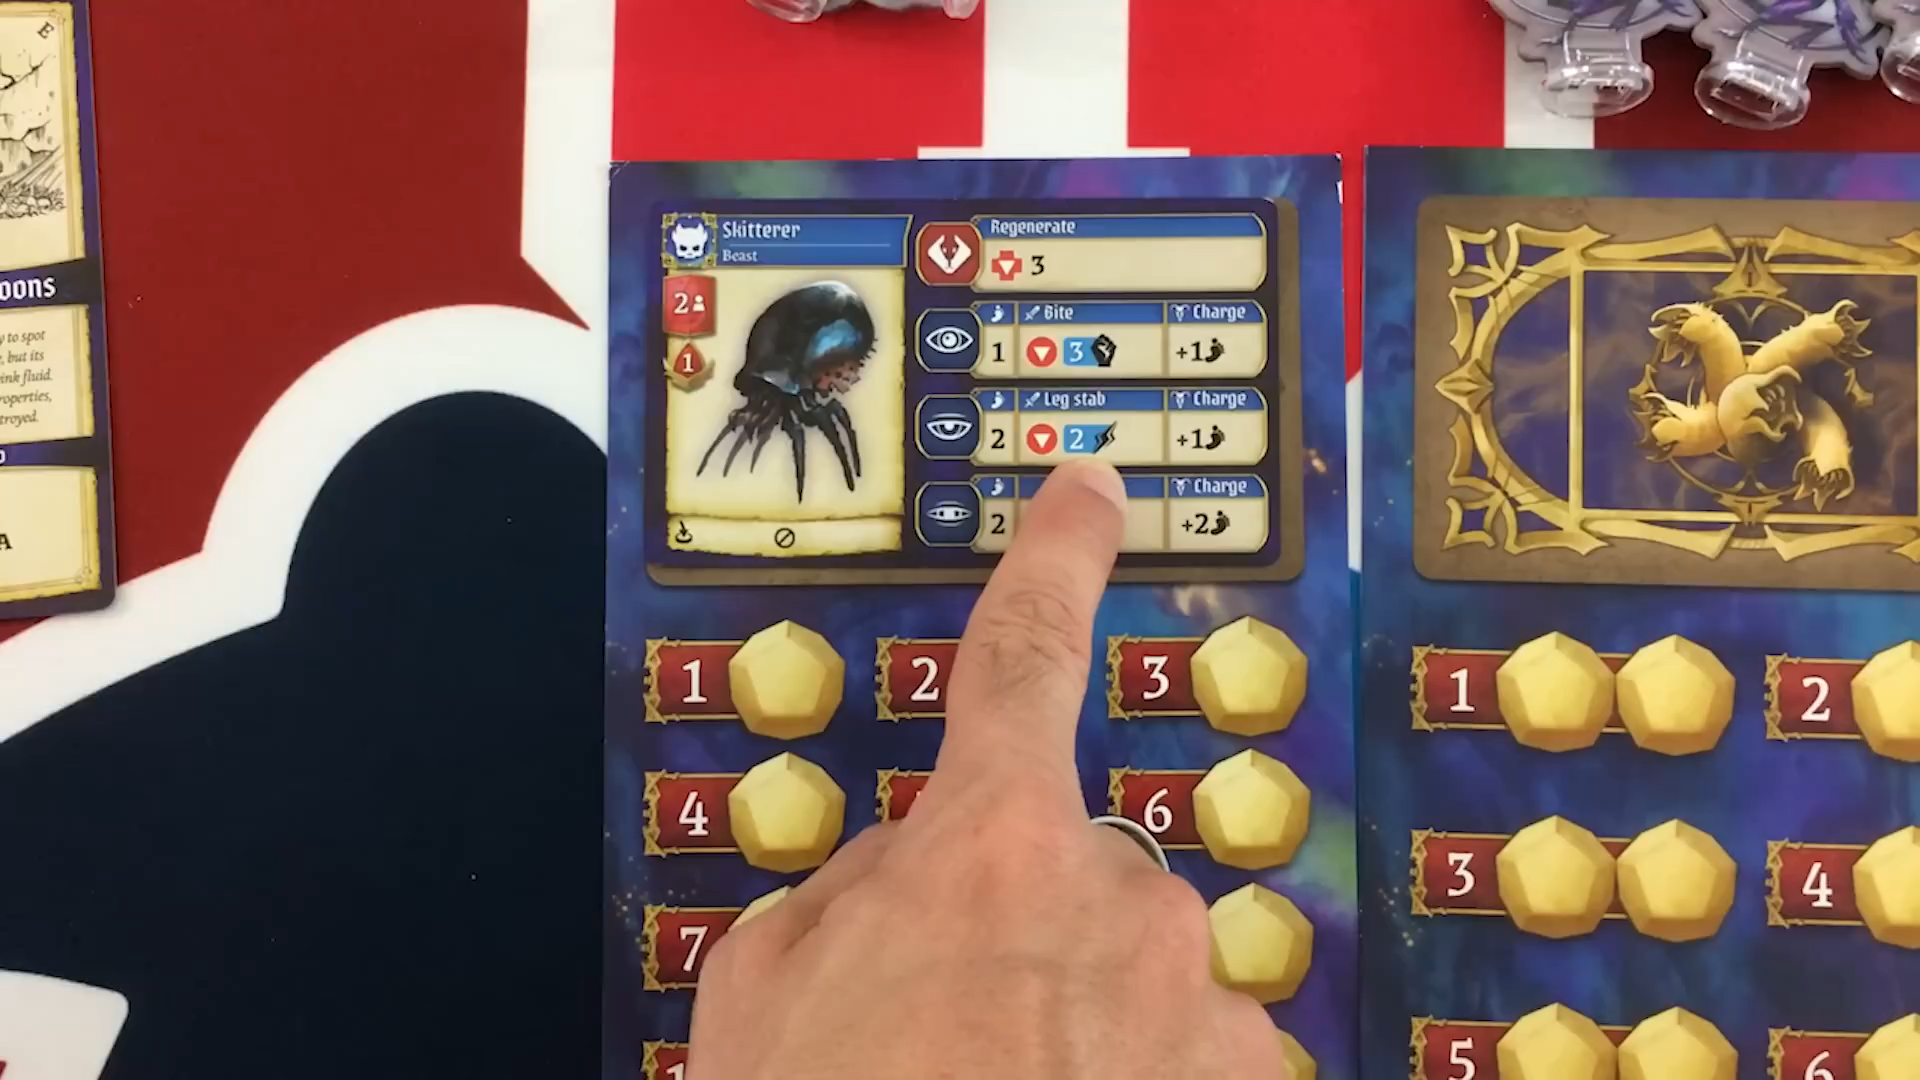 E
oons
y to spot
, but its
ink fluid.
roperties,
troyed.
A
Skitterer
Beast
2
1
Regenerate
3
Bite
Charge
1
3
+1
Leg stab
Charge
2
2
+1
Charge
2
+2
1
2
3
4
6
7
1
1
2
3
4
5
6